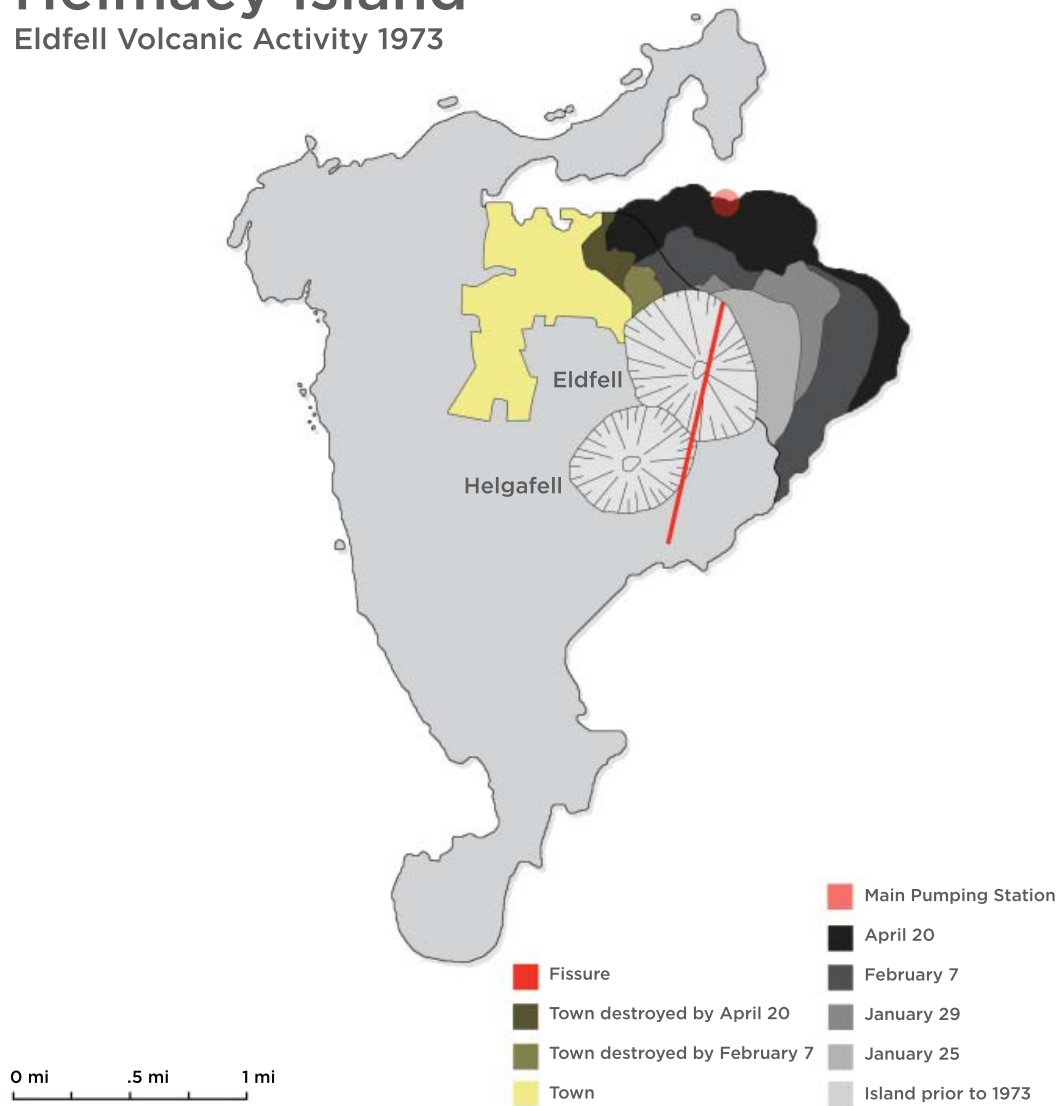 Heimaey Island
Eldfell Volcanic Activity 1973
Eldfell
Helgafell
Main Pumping Station
April 20
February 7
January 29
January 25
Island prior to 1973
Fissure
Town destroyed by April 20
Town destroyed by February 7
Town
0 mi .5 mi 1 mi